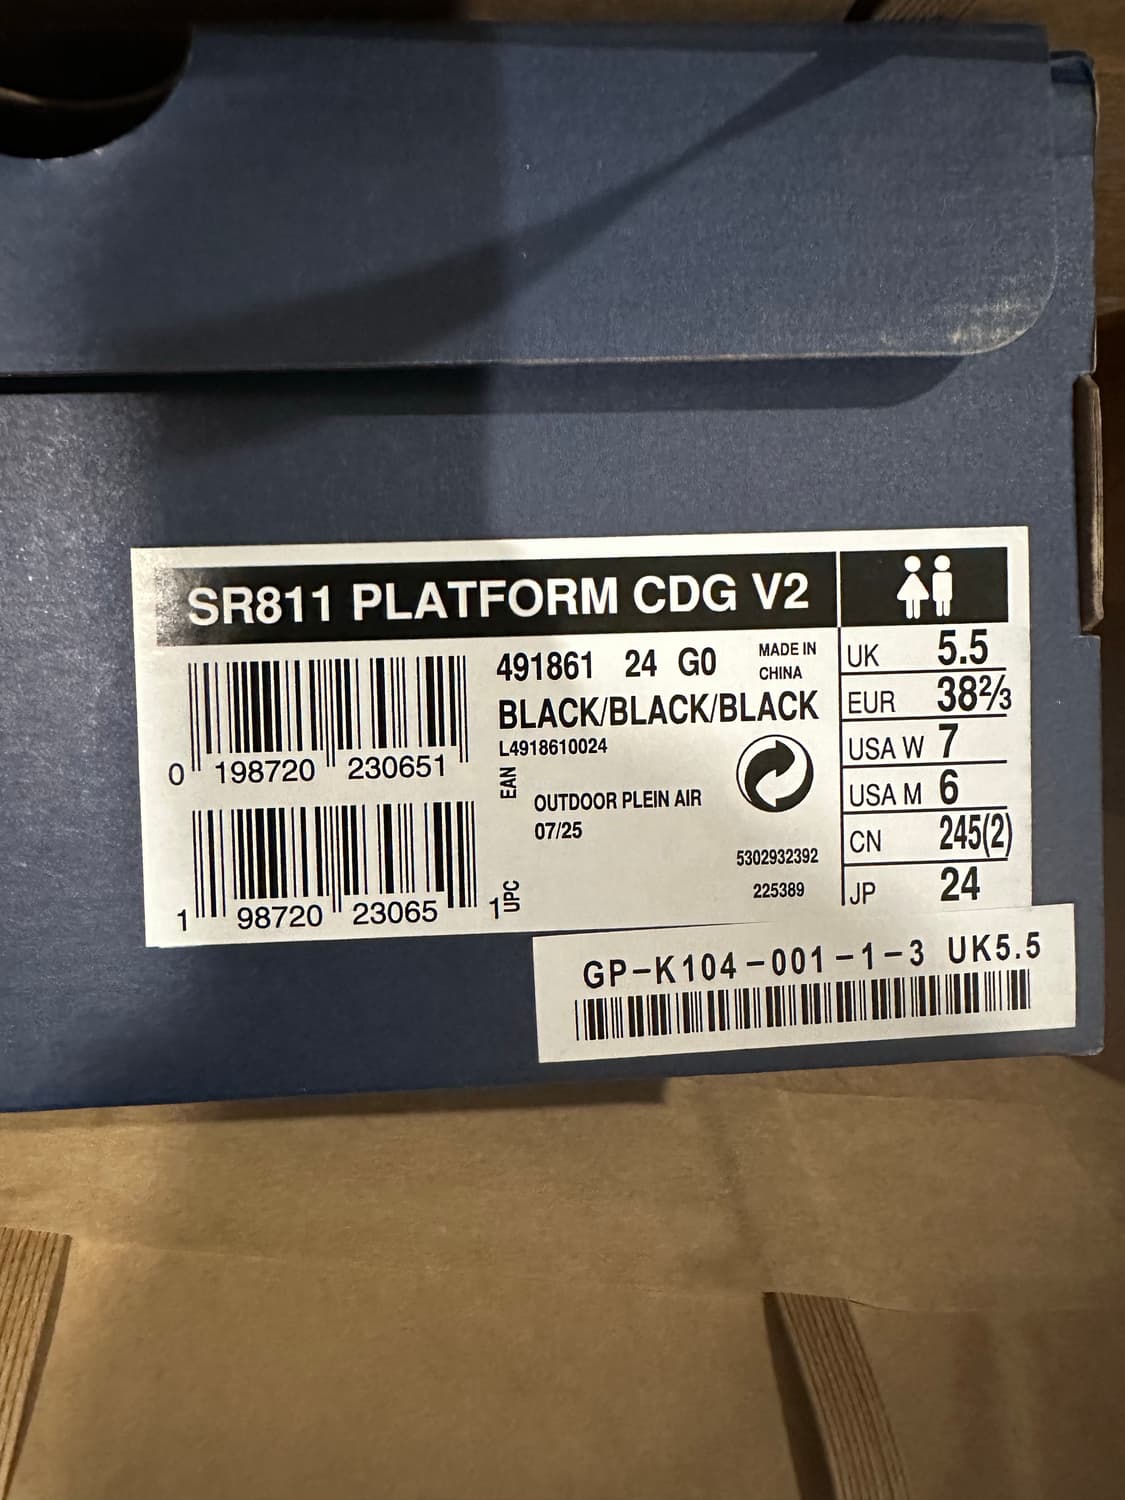 SR811 PLATFORM CDG V2
491861 24 G0
MADE IN
CHINA
BLACK/BLACK/BLACK
L4918610024
0 198720 230651
EAN
OUTDOOR PLEIN AIR
07/25
5302932392
225389
1 98720 23065 1
UPC
UK 5.5
EUR 38⅔
USA W 7
USA M 6
CN 245(2)
JP 24
GP-K104-001-1-3 UK5.5